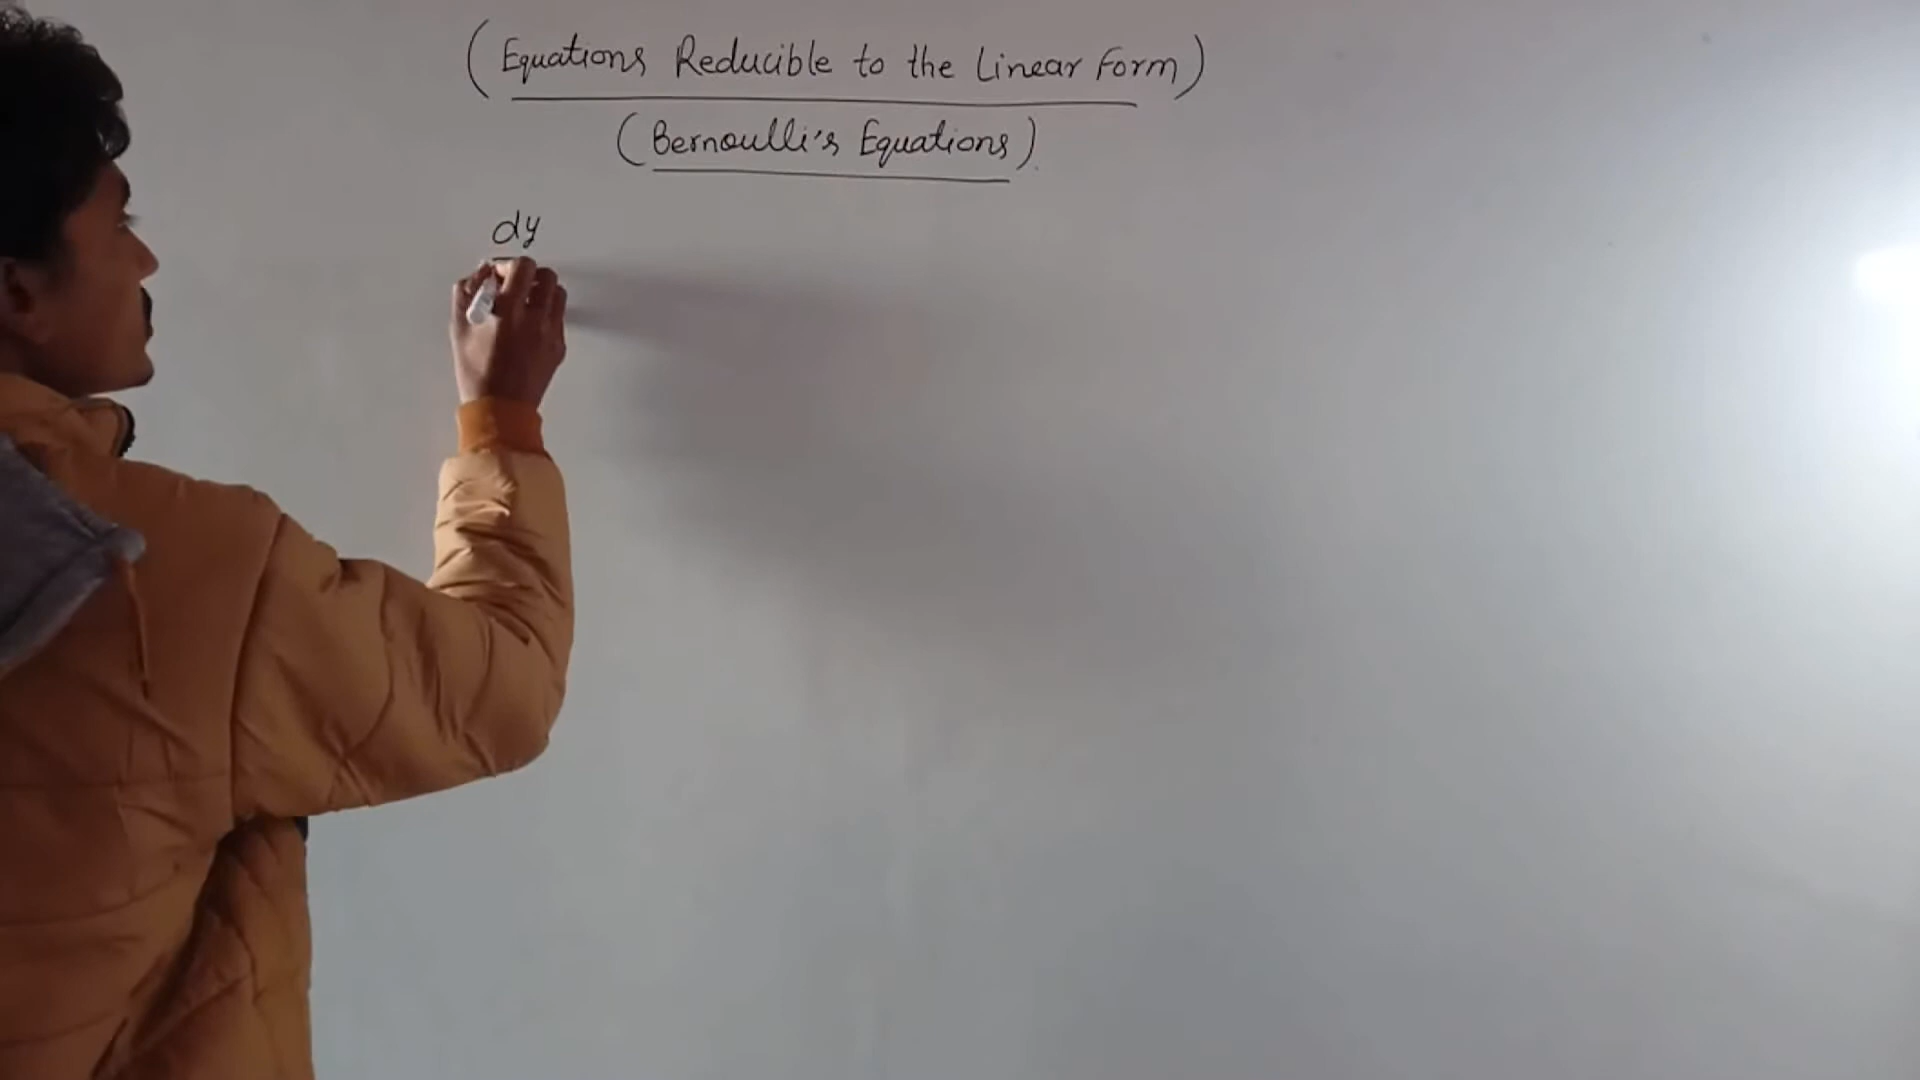 (Equations Reducible to the Linear Form)
(Bernoulli's Equations).
dy